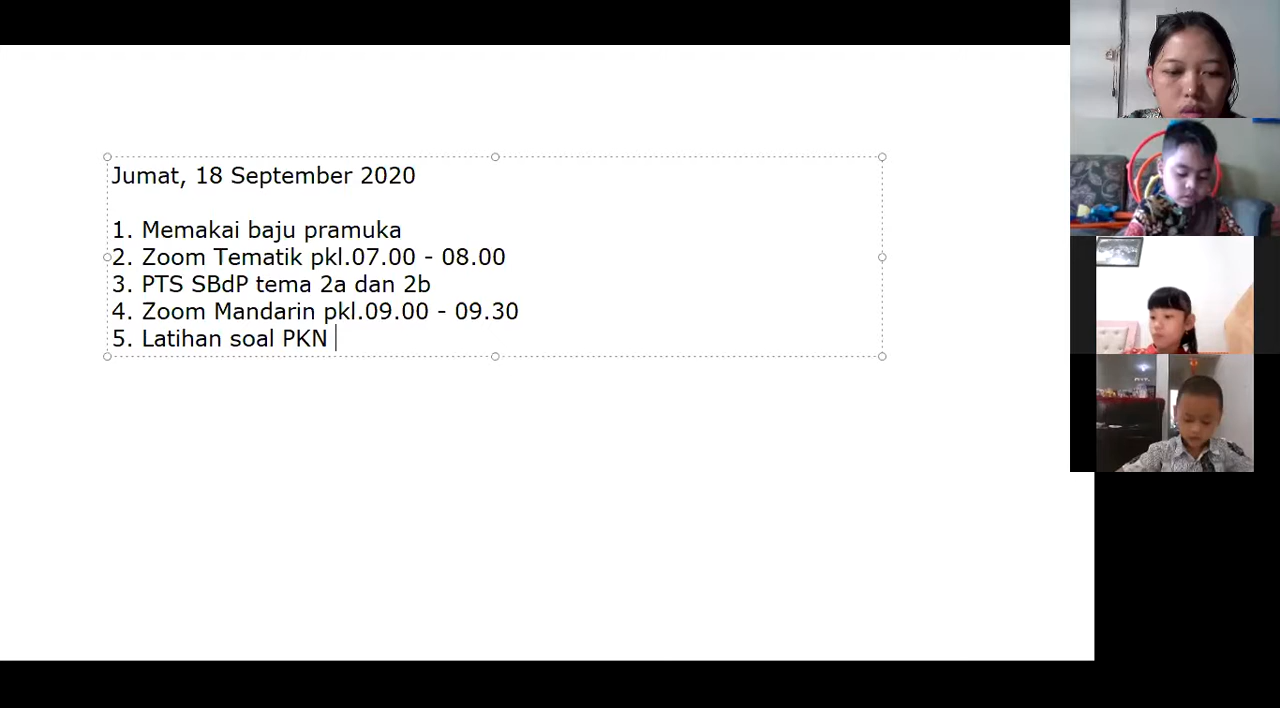 Jumat, 18 September 2020
1. Memakai baju pramuka
2. Zoom Tematik pkl.07.00 - 08.00
3. PTS SBdP tema 2a dan 2b
4. Zoom Mandarin pkl.09.00 - 09.30
5. Latihan soal PKN